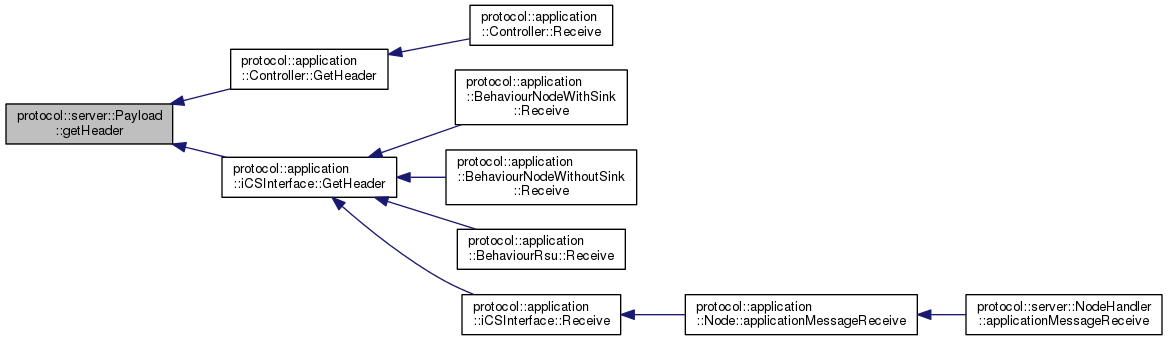 protocol::application
::Controller::Receive
protocol::application
::Controller::GetHeader
protocol::application
::BehaviourNodeWithSink
::Receive
protocol::server::Payload
::getHeader
protocol::application
::iCSInterface::GetHeader
protocol::application
::BehaviourNodeWithoutSink
::Receive
protocol::application
::BehaviourRsu::Receive
protocol::application
::iCSInterface::Receive
protocol::application
::Node::applicationMessageReceive
protocol::server::NodeHandler
::applicationMessageReceive